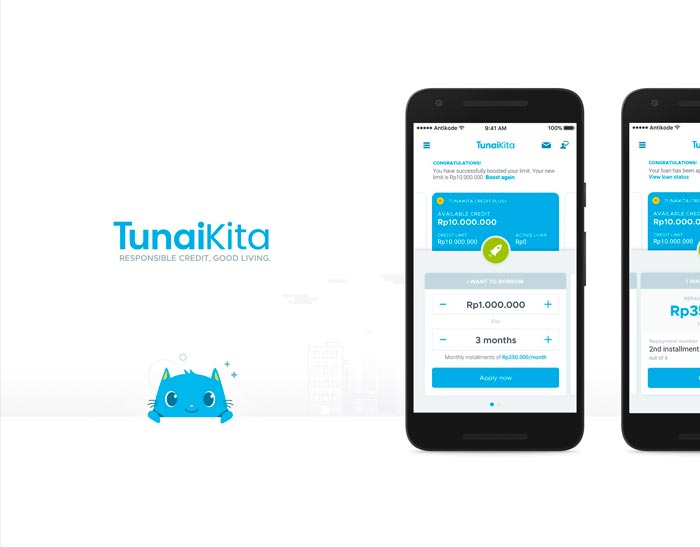 TunaiKita
RESPONSIBLE CREDIT, GOOD LIVING.
Antikode
9:41 AM
100%
TunaiKita
CONGRATULATIONS!
You have successfully boosted your limit. Your new
limit is Rp10.000.000. Boost again.
TUNAIKITA CREDIT PLUS+
AVAILABLE CREDIT
Rp10.000.000
CREDIT LIMIT
ACTIVE LOAN
Rp10.000.000
Rp0
I WANT TO BORROW
− Rp1.000.000 +
For
− 3 months +
Monthly installments of Rp350.000/month
Apply now
Antikode
TunaiKita
CONGRATULATIONS!
Your loan has been ap
View loan status
TUNAIKITA CRE
AVAILABLE CREDIT
Rp10.000.000
CREDIT LIMIT
Rp10.000.000
I WA
REPA
Rp35
Repayment number
2nd installment
out of 6